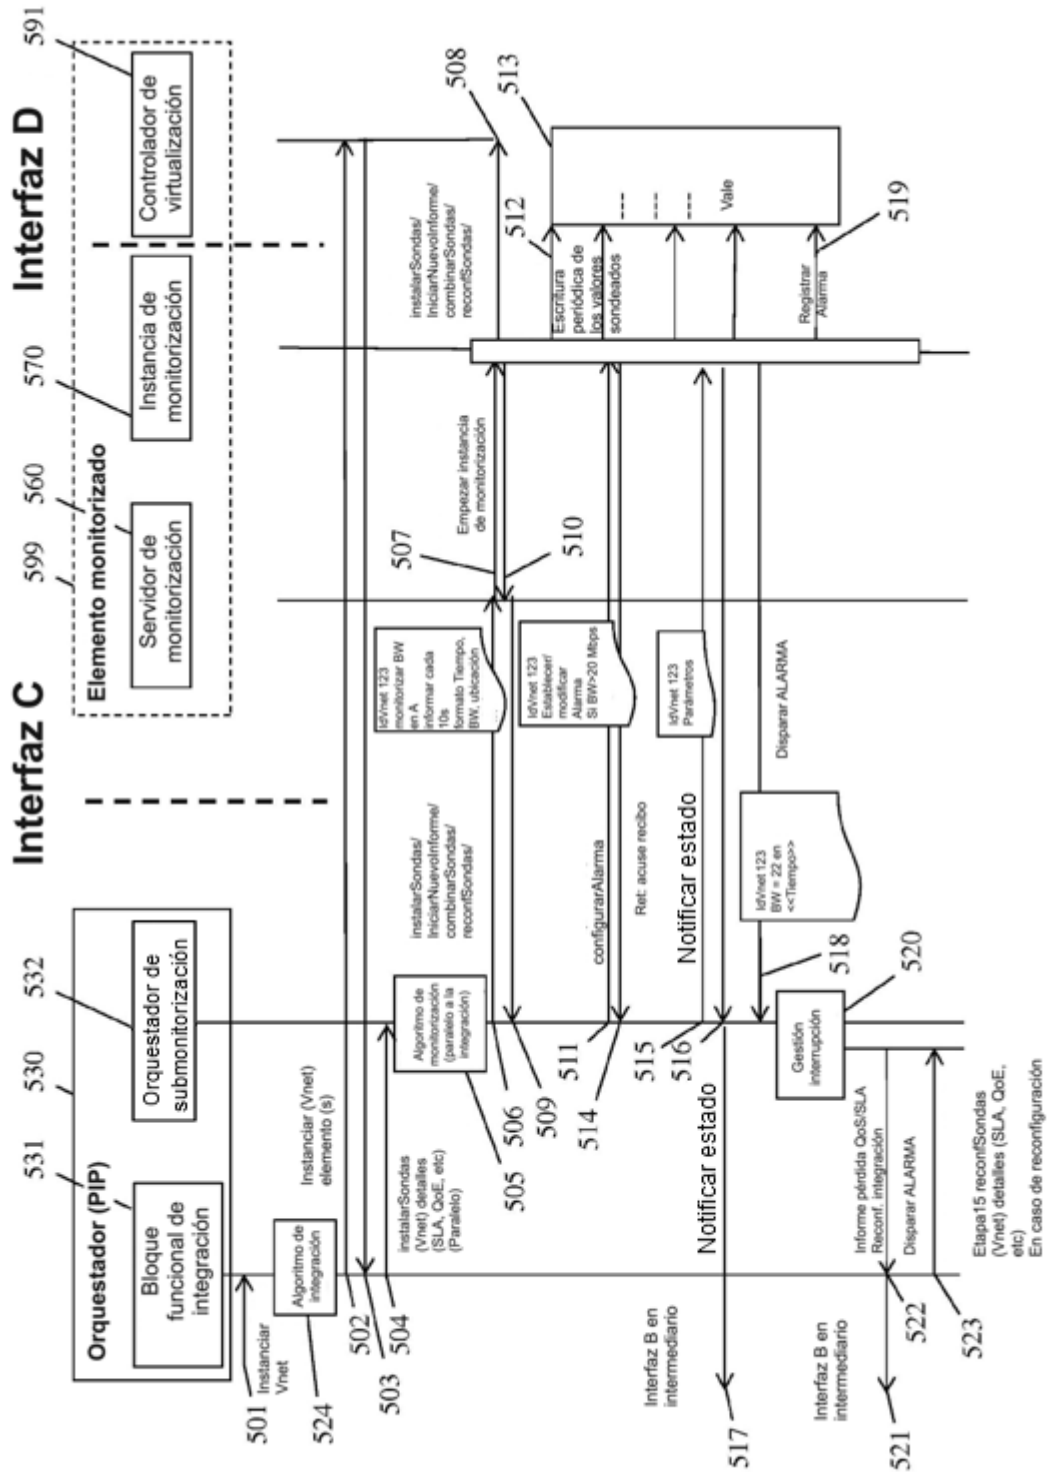 Interfaz C
Interfaz D
530
531
532
599
560
570
591
Orquestador (PIP)
Bloque
funcional de
integración
Orquestador de
submonitorización
Elemento monitorizado
Servidor de
monitorización
Instancia de
monitorización
Controlador de
virtualización
501
Instanciar
Vnet
524
Algoritmo de
integración
Instanciar (Vnet)
elemento (s)
502
503
504
instalarSondas
(Vnet) detalles
(SLA, QoE, etc)
(Paralelo)
Algoritmo de
monitorización
(paralelo a la
integración)
505
instalarSondas/
IniciarNuevoInforme/
combinarSondas/
reconfSondas/
IdVnet 123
monitorizar BW
en A
informar cada
10s
formato Tiempo,
BW, ubicación
506
507
Empezar instancia
de monitorización
instalarSondas/
IniciarNuevoInforme/
combinarSondas/
reconfSondas/
508
509
510
512
Escritura
periódica de
los valores
sondeados
513
Vale
511
configurarAlarma
IdVnet 123
Establecer/
modificar
Alarma
Si BW>20 Mbps
514
Ret: acuse recibo
515
Notificar estado
IdVnet 123
Parámetros
516
Notificar estado
Interfaz B en
intermediario
517
Registrar
Alarma
519
Disparar ALARMA
IdVnet 123
BW = 22 en
<<Tiempo>>
518
Gestión
interrupción
520
Informe pérdida QoS/SLA
Reconf. integración
Interfaz B en
intermediario
521
522
Disparar ALARMA
523
Etapa15 reconfSondas
(Vnet) detalles (SLA, QoE,
etc)
En caso de reconfiguración